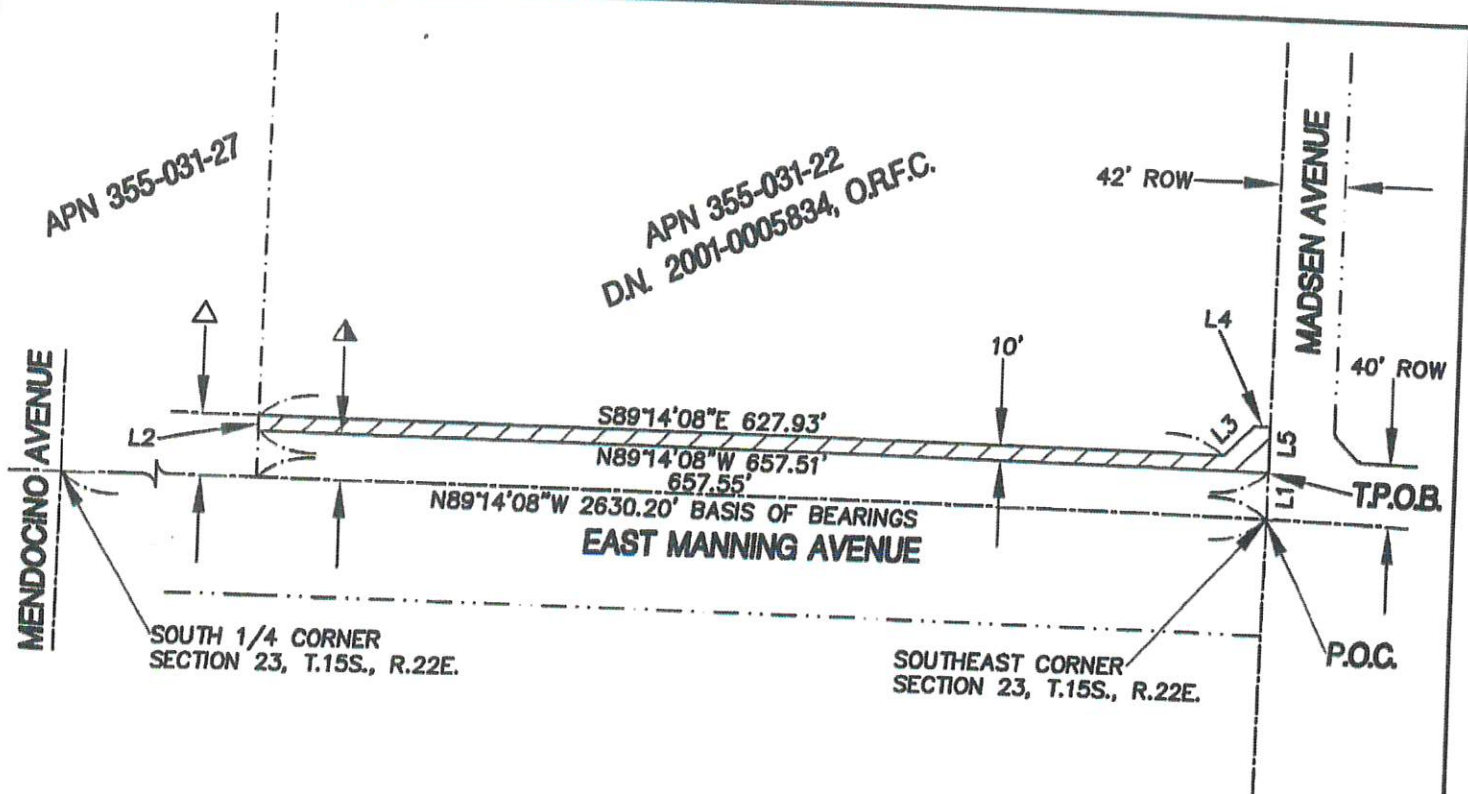 APN 355-031-27
APN 355-031-22
D.N. 2001-0005834, O.R.F.C.
42' ROW
MADSEN AVENUE
L4
10'
40' ROW
MENDOCINO AVENUE
L2
S89°14'08"E 627.93'
L3
L5
N89°14'08"W 657.51'
657.55'
T.P.O.B.
L1
N89°14'08"W 2630.20' BASIS OF BEARINGS
EAST MANNING AVENUE
SOUTH 1/4 CORNER
SECTION 23, T.15S., R.22E.
SOUTHEAST CORNER
SECTION 23, T.15S., R.22E.
P.O.C.